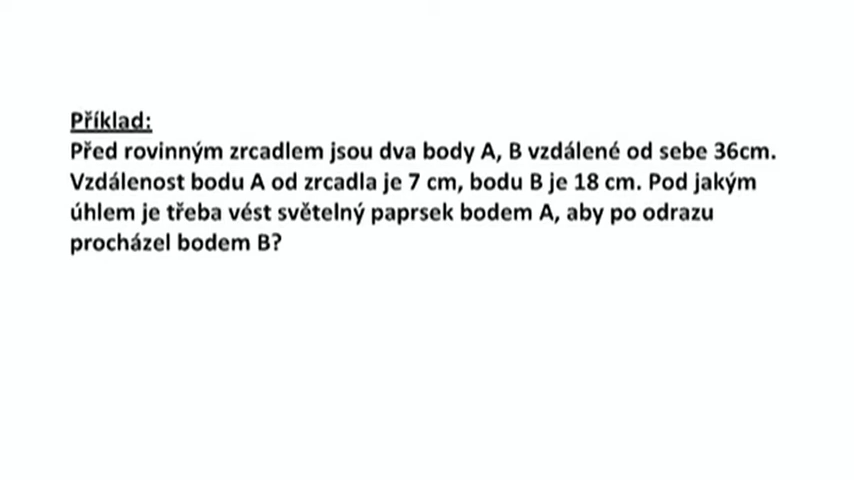 Příklad:
Před rovinným zrcadlem jsou dva body A, B vzdálené od sebe 36cm.
Vzdálenost bodu A od zrcadla je 7 cm, bodu B je 18 cm. Pod jakým
úhlem je třeba vést světelný paprsek bodem A, aby po odrazu
procházel bodem B?